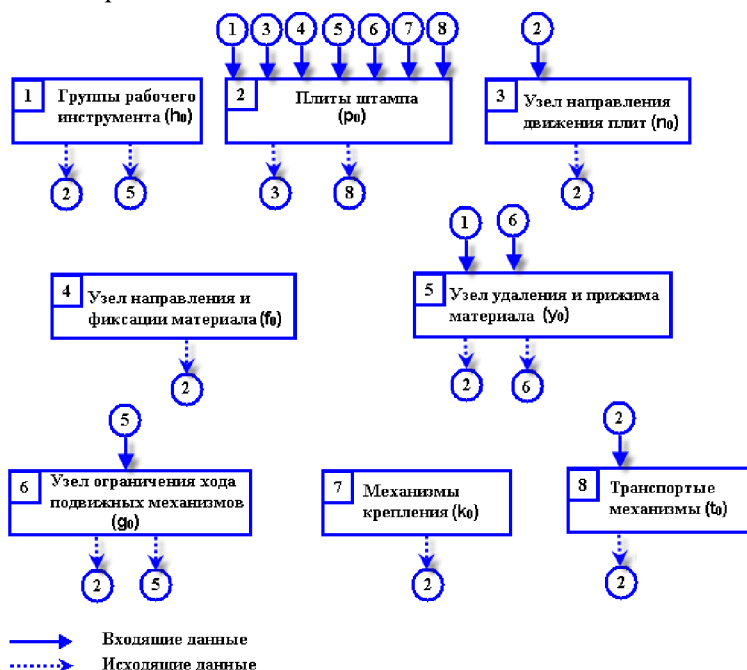 1 3 4 5 6 7 8
2
1 Группы рабочего
инструмента (h0)
2 Плиты штампа
(p0)
3 Узел направления
движения плит (n0)
2 5
3 8
2
1 6
4 Узел направления и
фиксации материала (f0)
5 Узел удаления и прижима
материала (y0)
2
2 6
5
2
6 Узел ограничения хода
подвижных механизмов
(g0)
7 Механизмы
крепления (k0)
8 Транспортые
механизмы (t0)
2 5
2
2
Входящие данные
Исходящие данные